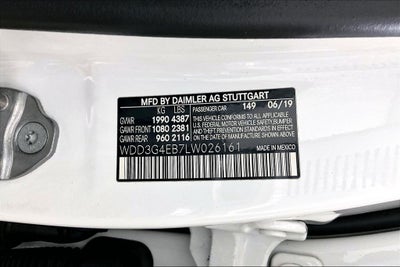 MFD. BY DAIMLER AG STUTTGART
KG LBS PASSENGER CAR 149 06/19
GVWR 1990 4387 THIS VEHICLE CONFORMS TO ALL
GAWR FRONT 1080 2381 APPLICABLE U.S. FEDERAL
GAWR REAR 960 2116 MOTOR VEHICLE SAFETY, BUMPER,
AND THEFT PREVENTION
STANDARDS IN EFFECT ON THE DATE
OF MANUFACTURE SHOWN ABOVE
WDD3G4EB7LW026161 MADE IN MEXICO